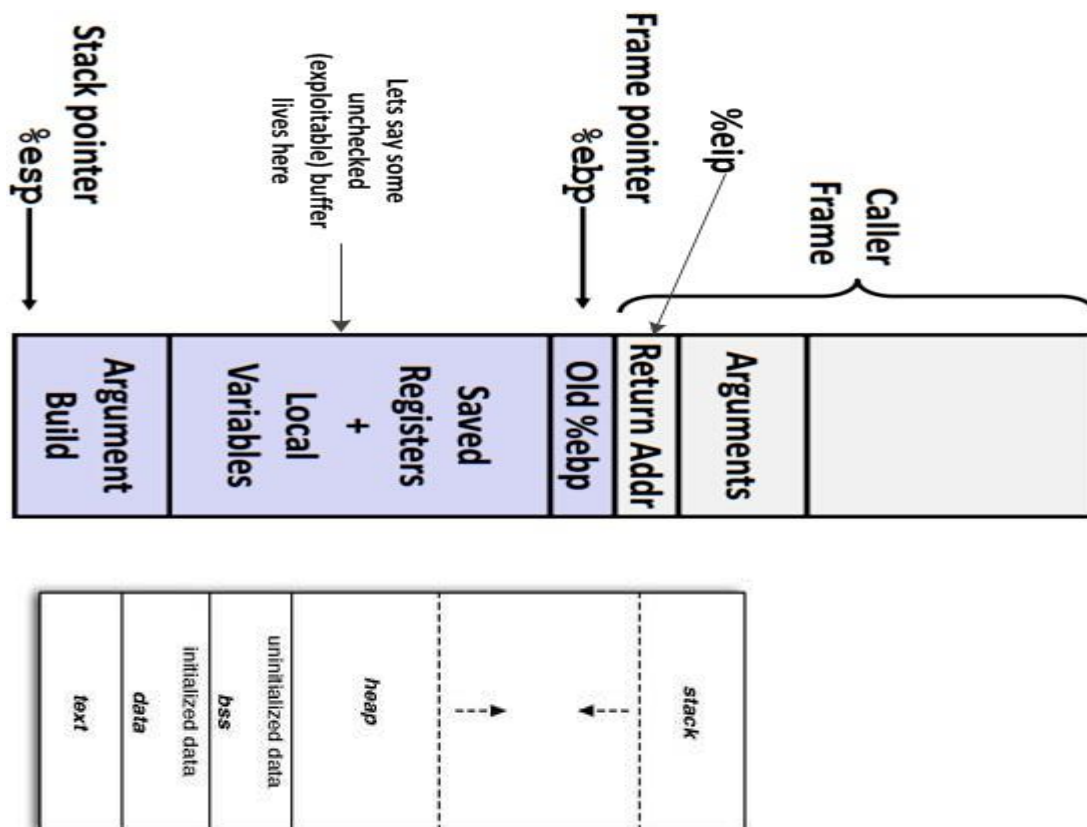 Caller
Frame
%eip
Frame pointer
%ebp
Lets say some
unchecked
(exploitable) buffer
lives here
Stack pointer
%esp
Arguments
Return Addr
Old %ebp
Saved
Registers
+
Local
Variables
Argument
Build
stack
heap
uninitialized data
bss
initialized data
data
text